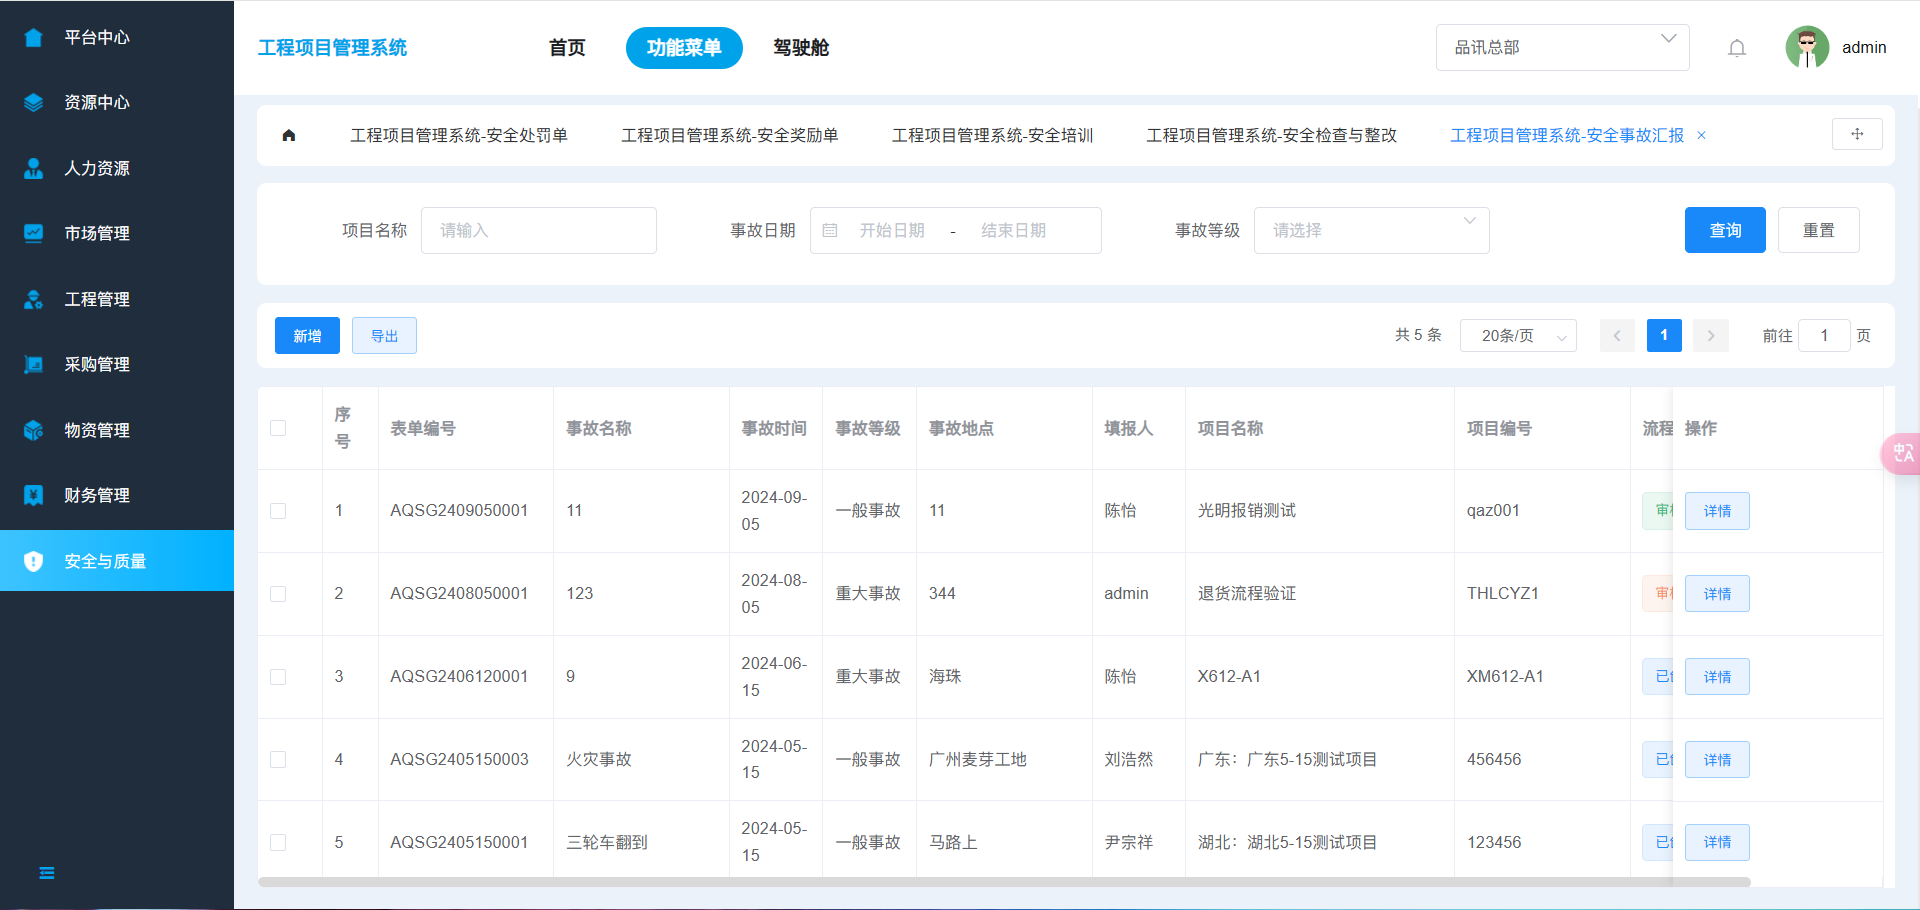 平台中心
资源中心
人力资源
市场管理
工程管理
采购管理
物资管理
财务管理
安全与质量
工程项目管理系统
首页
功能菜单
驾驶舱
品讯总部
admin
工程项目管理系统-安全处罚单
工程项目管理系统-安全奖励单
工程项目管理系统-安全培训
工程项目管理系统-安全检查与整改
工程项目管理系统-安全事故汇报 ×
项目名称 请输入
事故日期 开始日期 - 结束日期
事故等级 请选择
查询
重置
新增
导出
共 5 条
20条/页
1
前往 1 页
序号 表单编号 事故名称 事故时间 事故等级 事故地点 填报人 项目名称 项目编号 流程 操作
1 AQSG2409050001 11 2024-09-05 一般事故 11 陈怡 光明报销测试 qaz001 审 详情
2 AQSG2408050001 123 2024-08-05 重大事故 344 admin 退货流程验证 THLCYZ1 审 详情
3 AQSG2406120001 9 2024-06-15 重大事故 海珠 陈怡 X612-A1 XM612-A1 已 详情
4 AQSG2405150003 火灾事故 2024-05-15 一般事故 广州麦芽工地 刘浩然 广东：广东5-15测试项目 456456 已 详情
5 AQSG2405150001 三轮车翻到 2024-05-15 一般事故 马路上 尹宗祥 湖北：湖北5-15测试项目 123456 已 详情
中A